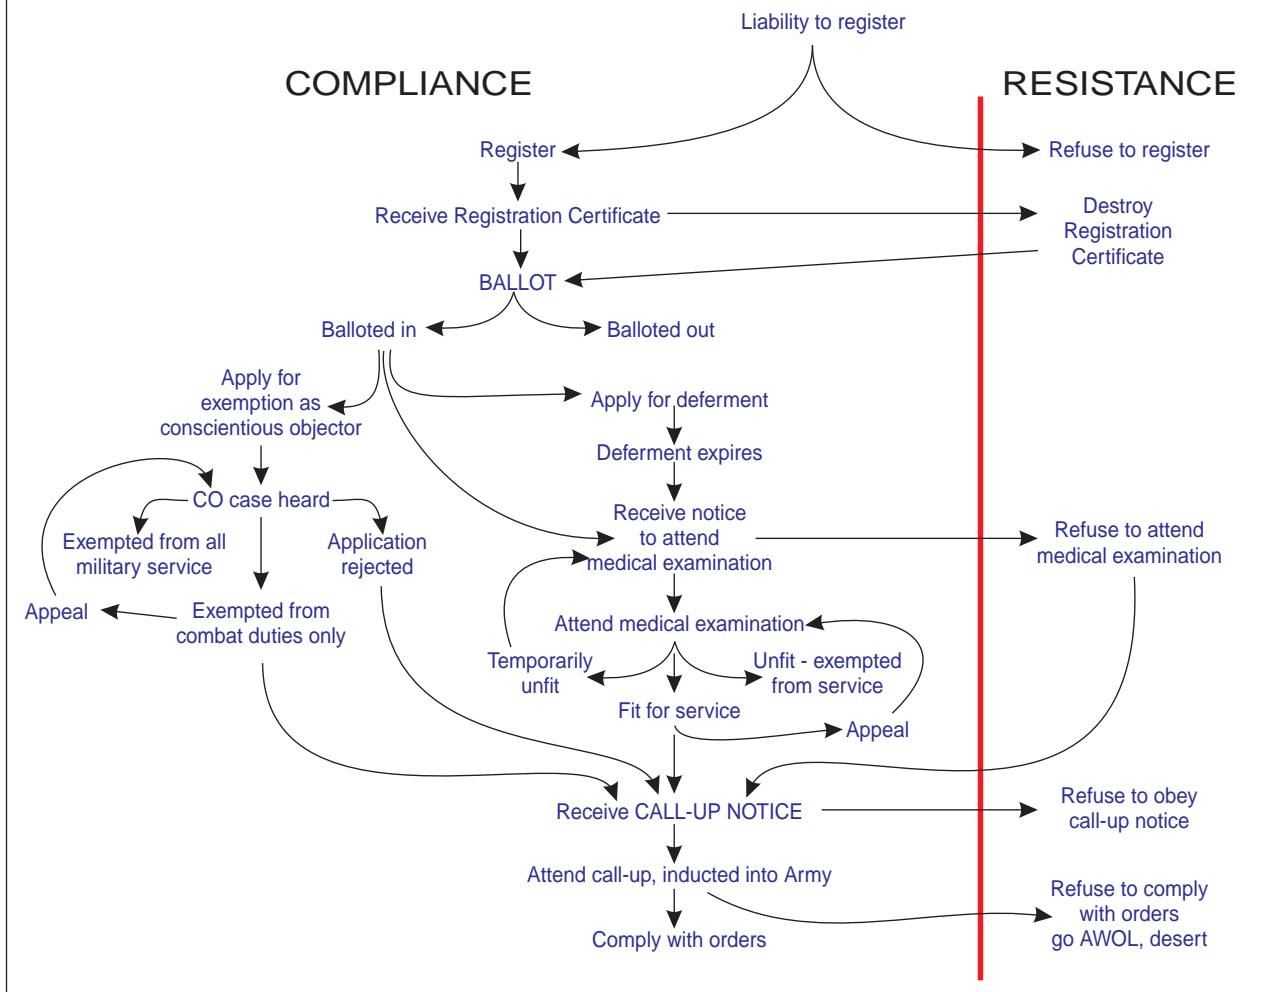 Liability to register
COMPLIANCE
RESISTANCE
Register
Refuse to register
Receive Registration Certificate
Destroy
Registration
Certificate
BALLOT
Balloted in
Balloted out
Apply for
exemption as
conscientious objector
Apply for deferment
Deferment expires
CO case heard
Receive notice
to attend
medical examination
Refuse to attend
medical examination
Exempted from all
military service
Application
rejected
Appeal
Exempted from
combat duties only
Attend medical examination
Temporarily
unfit
Unfit - exempted
from service
Fit for service
Appeal
Receive CALL-UP NOTICE
Refuse to obey
call-up notice
Attend call-up, inducted into Army
Refuse to comply
with orders
go AWOL, desert
Comply with orders